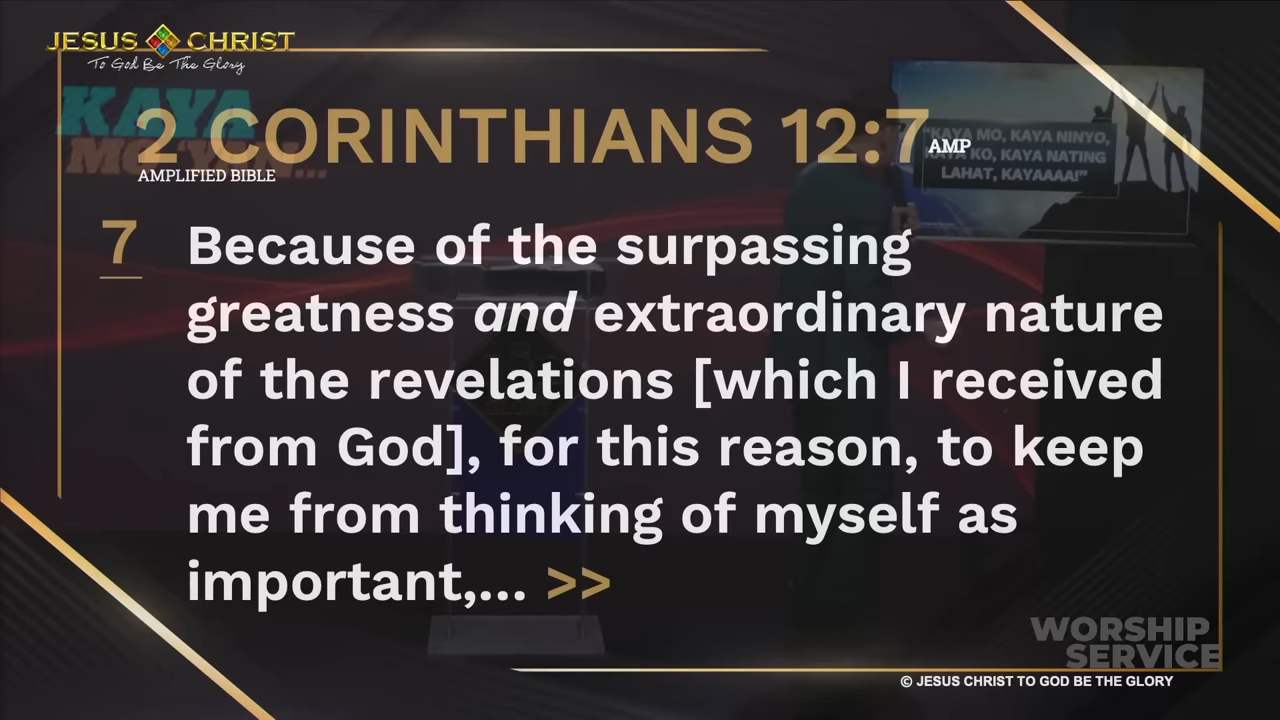 JESUS CHRIST
To God Be The Glory
KAYA
MO 'YAN...
2 CORINTHIANS 12:7 AMP
AMPLIFIED BIBLE
"KAYA MO, KAYA NINYO,
KAYA KO, KAYA NATING
LAHAT, KAYAAAA!"
7 Because of the surpassing
greatness and extraordinary nature
of the revelations [which I received
from God], for this reason, to keep
me from thinking of myself as
important,... >>
WORSHIP
SERVICE
© JESUS CHRIST TO GOD BE THE GLORY